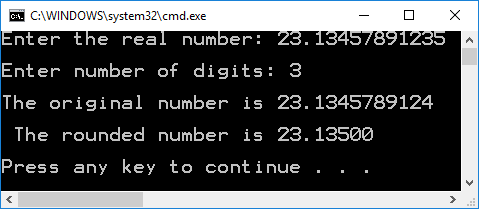 C:\WINDOWS\system32\cmd.exe
Enter the real number: 23.13457891235
Enter number of digits: 3
The original number is 23.1345789124
The rounded number is 23.13500
Press any key to continue . . .